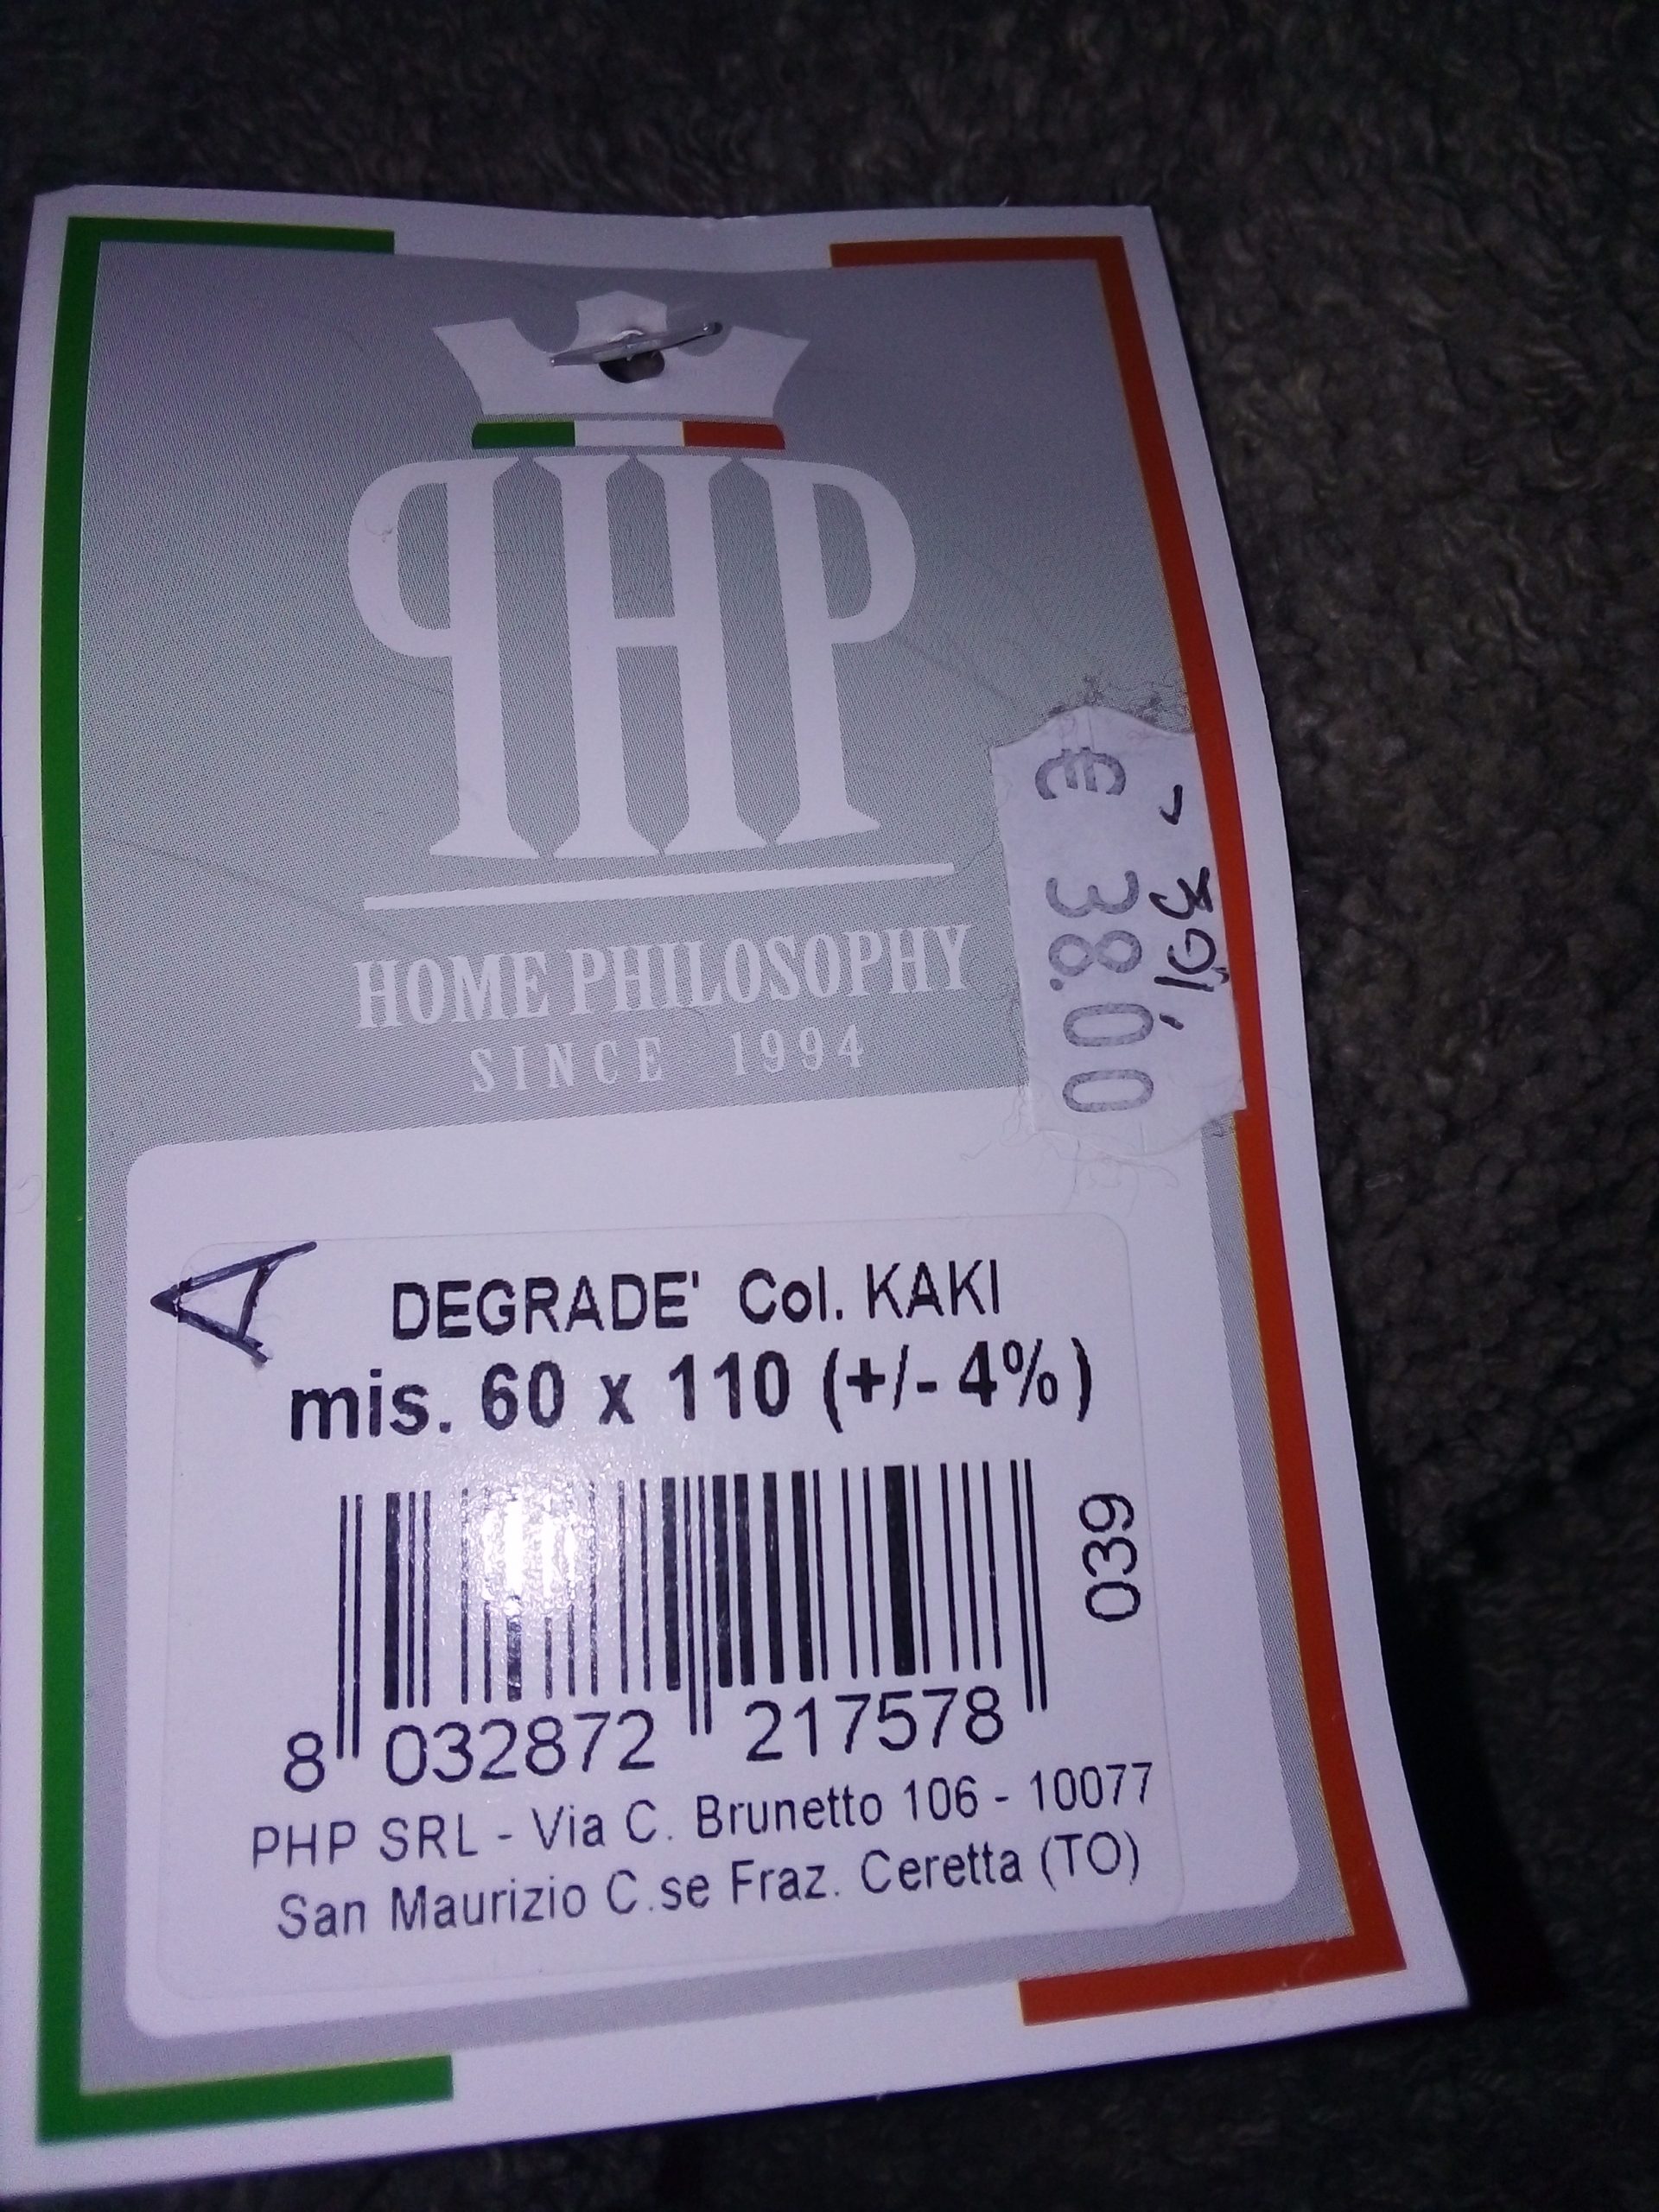 PHP
HOME PHILOSOPHY
SINCE 1994
€ 38.00
A
DEGRADE' Col. KAKI
mis. 60 x 110 (+/- 4%)
039
8 032872 217578
PHP SRL - Via C. Brunetto 106 - 10077
San Maurizio C.se Fraz. Ceretta (TO)